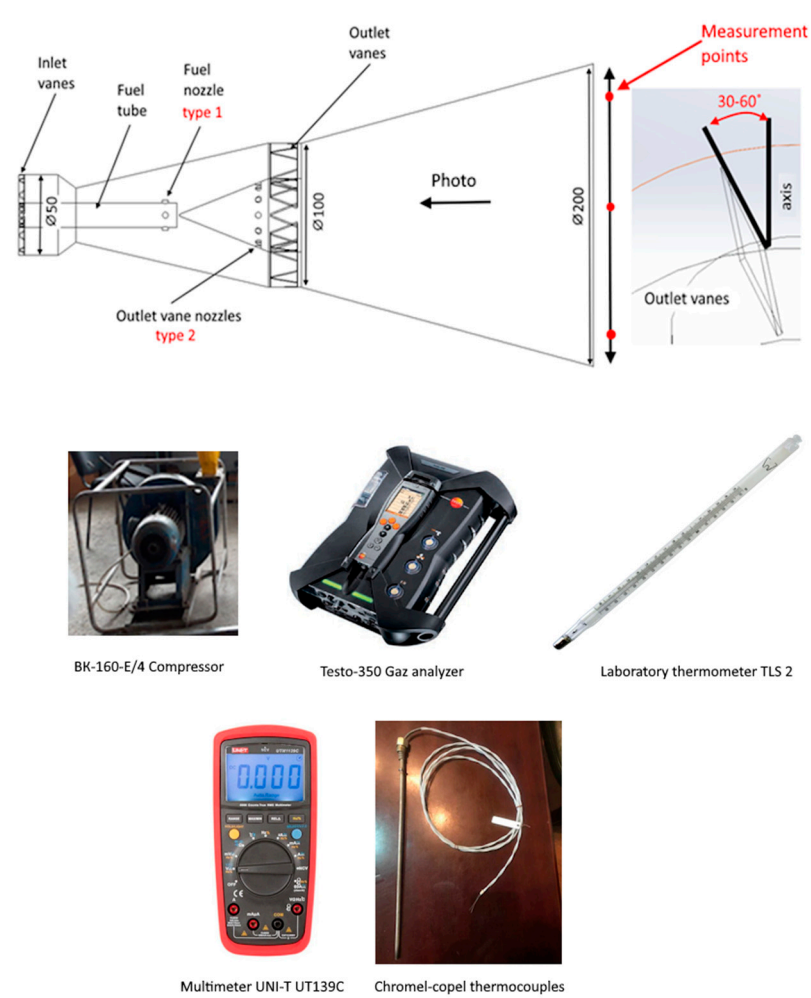 Outlet
vanes
Measurement
points
Inlet
vanes
Fuel
tube
Fuel
nozzle
type 1
30-60°
Photo
Ø50
Ø100
Ø200
axis
Outlet vanes
Outlet vane nozzles
type 2
BК-160-E/4 Compressor
Testo-350 Gaz analyzer
Laboratory thermometer TLS 2
UNI-T
UT139C
0.000
Multimeter UNI-T UT139C
Chromel-copel thermocouples